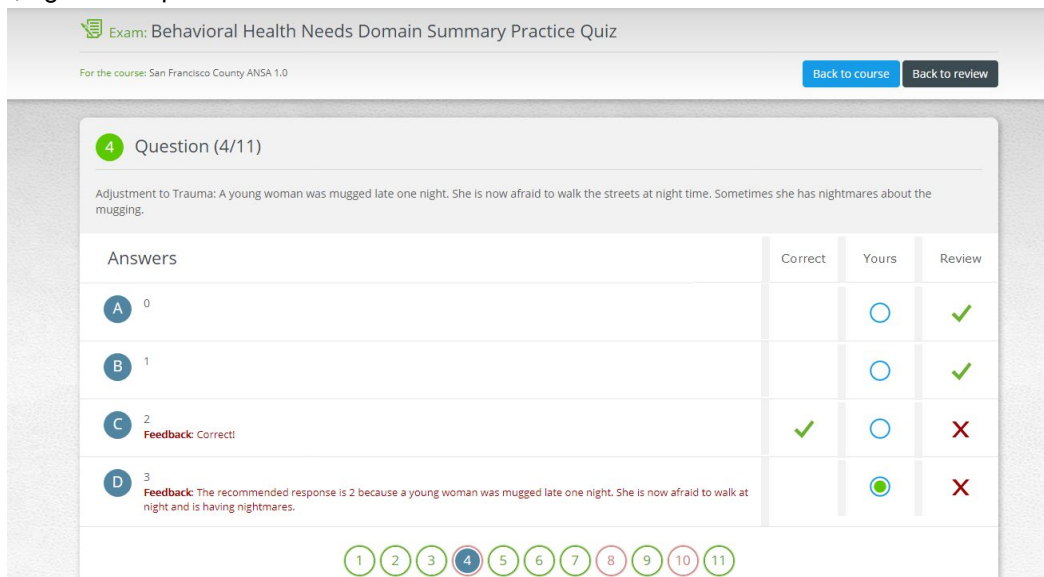 Exam: Behavioral Health Needs Domain Summary Practice Quiz
For the course: San Francisco County ANSA 1.0
Back to course
Back to review
4
Question (4/11)
Adjustment to Trauma: A young woman was mugged late one night. She is now afraid to walk the streets at night time. Sometimes she has nightmares about the
mugging.
Answers
Correct
Yours
Review
A
0
B
1
C
2
Feedback: Correct!
D
3
Feedback: The recommended response is 2 because a young woman was mugged late one night. She is now afraid to walk at
night and is having nightmares.
1 2 3 4 5 6 7 8 9 10 11